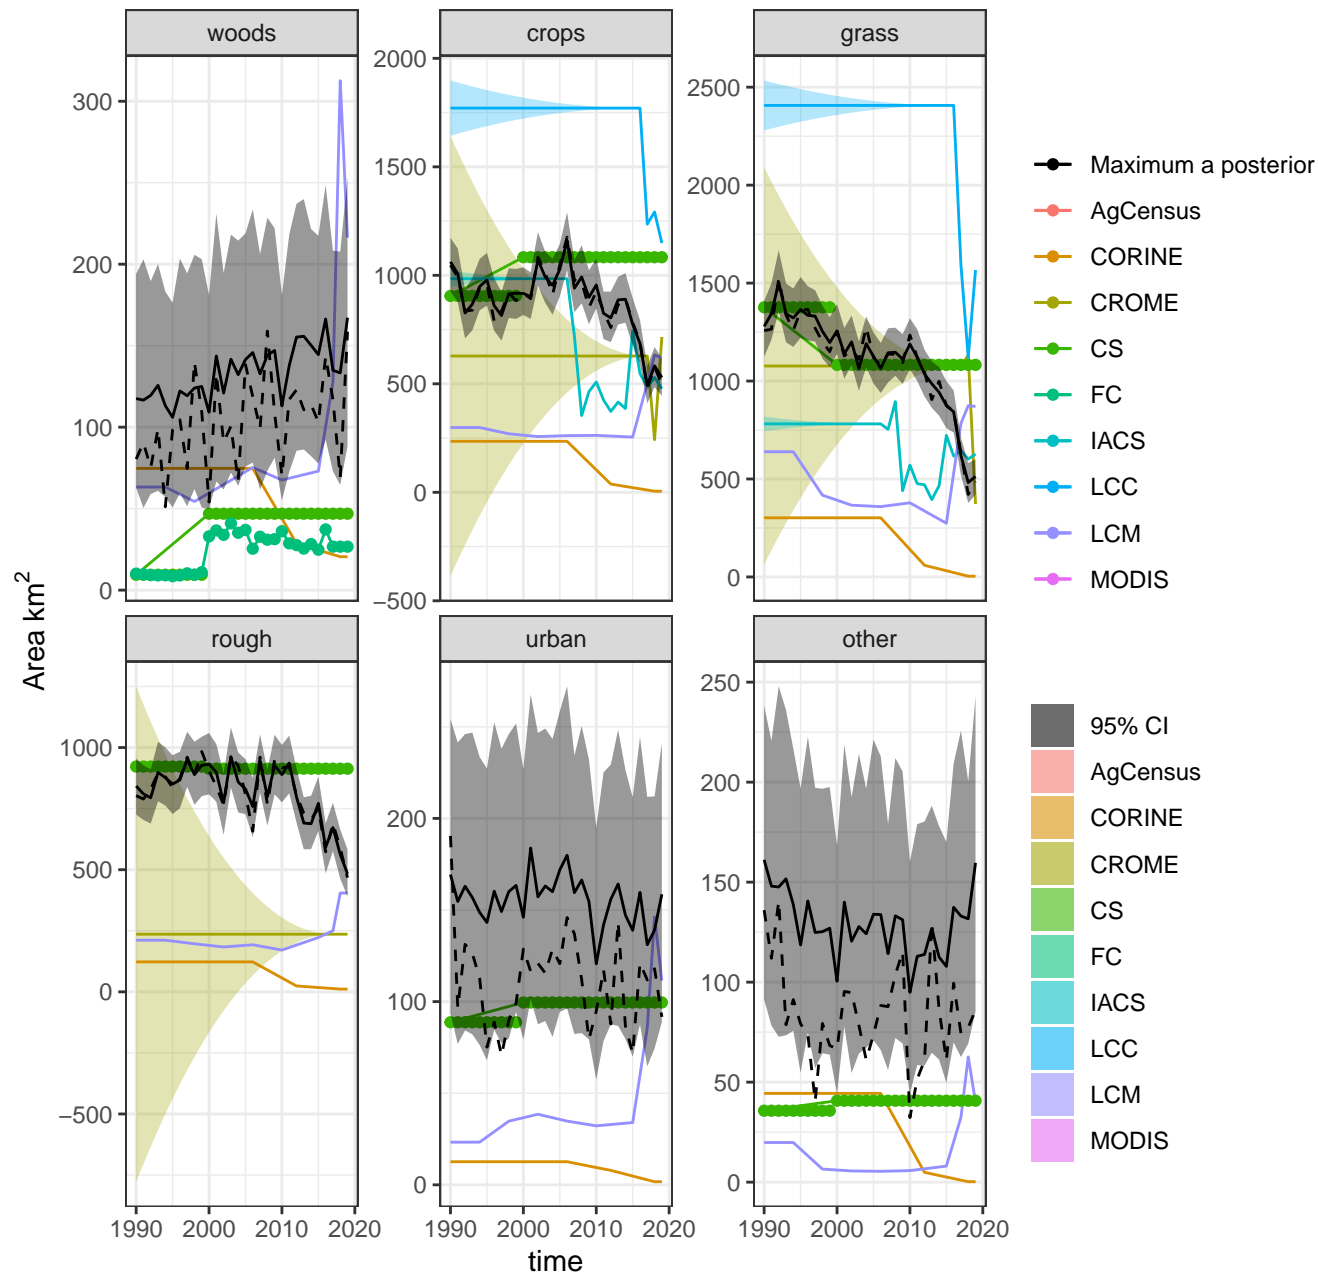 woods crops grass
300
200
100
0
2000
1500
1000
500
0
−500
2500
2000
1500
1000
500
0
rough urban other
1000
500
0
−500
200
100
0
250
200
150
100
50
0
1990 2000 2010 2020 1990 2000 2010 2020 1990 2000 2010 2020
time
Area km²
Maximum a posterior
AgCensus
CORINE
CROME
CS
FC
IACS
LCC
LCM
MODIS
95% CI
AgCensus
CORINE
CROME
CS
FC
IACS
LCC
LCM
MODIS